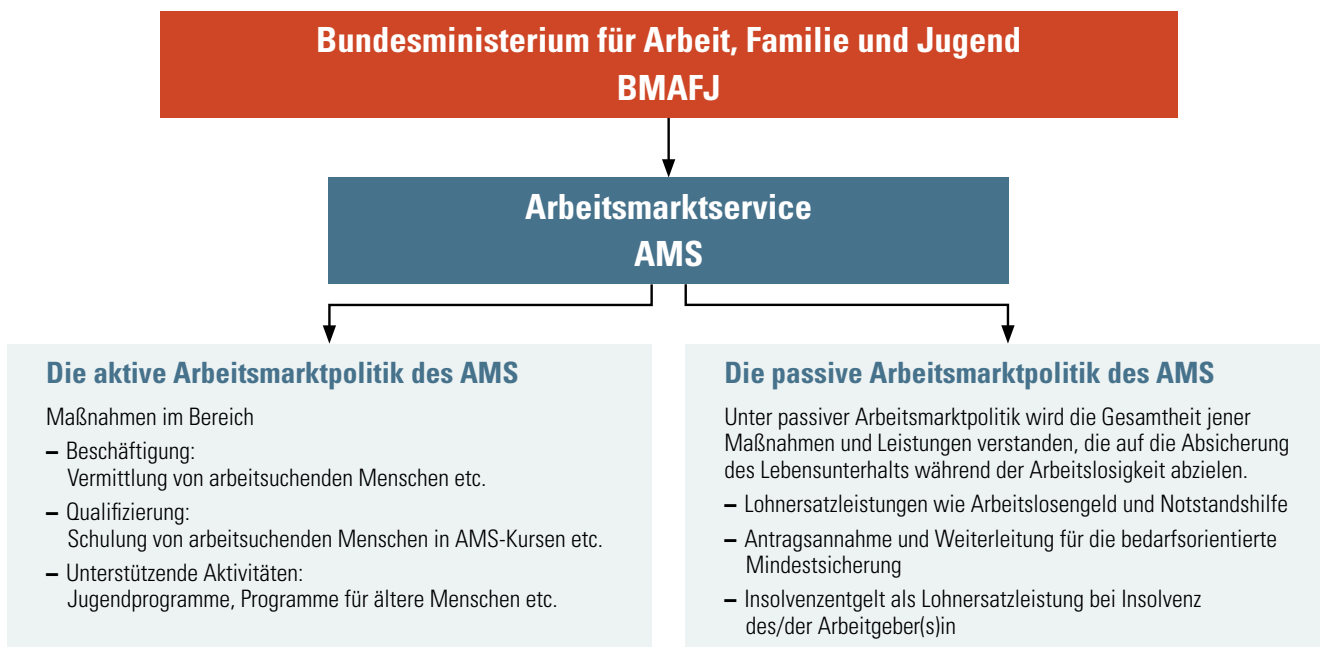 Bundesministerium für Arbeit, Familie und Jugend
BMAFJ
Arbeitsmarktservice
AMS
Die aktive Arbeitsmarktpolitik des AMS
Maßnahmen im Bereich
– Beschäftigung:
Vermittlung von arbeitsuchenden Menschen etc.
– Qualifizierung:
Schulung von arbeitsuchenden Menschen in AMS-Kursen etc.
– Unterstützende Aktivitäten:
Jugendprogramme, Programme für ältere Menschen etc.
Die passive Arbeitsmarktpolitik des AMS
Unter passiver Arbeitsmarktpolitik wird die Gesamtheit jener
Maßnahmen und Leistungen verstanden, die auf die Absicherung
des Lebensunterhalts während der Arbeitslosigkeit abzielen.
– Lohnersatzleistungen wie Arbeitslosengeld und Notstandshilfe
– Antragsannahme und Weiterleitung für die bedarfsorientierte
Mindestsicherung
– Insolvenzentgelt als Lohnersatzleistung bei Insolvenz
des/der Arbeitgeber(s)in